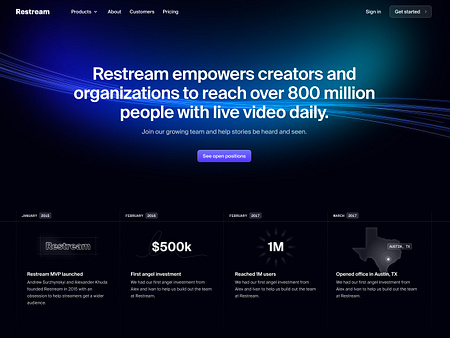 Restream
Products
About
Customers
Pricing
Sign in
Get started
Restream empowers creators and
organizations to reach over 800 million
people with live video daily.
Join our growing team and help stories be heard and seen.
See open positions
JANUARY 2015
Restream
Restream MVP launched
Andrew Surzhynskyi and Alexander Khuda
founded Restream in 2015 with an
obsession to help streamers get a wider
audience.
FEBRUARY 2016
$500k
First angel investment
We had our first angel investment from
Alex and Ivan to help us build out the team
at Restream.
FEBRUARY 2017
1M
Reached 1M users
We had our first angel investment from
Alex and Ivan to help us build out the team
at Restream.
MARCH 2017
AUSTIN, TX
Opened office in Austin, TX
We had our first angel investment from
Alex and Ivan to help us build out the team
at Restream.